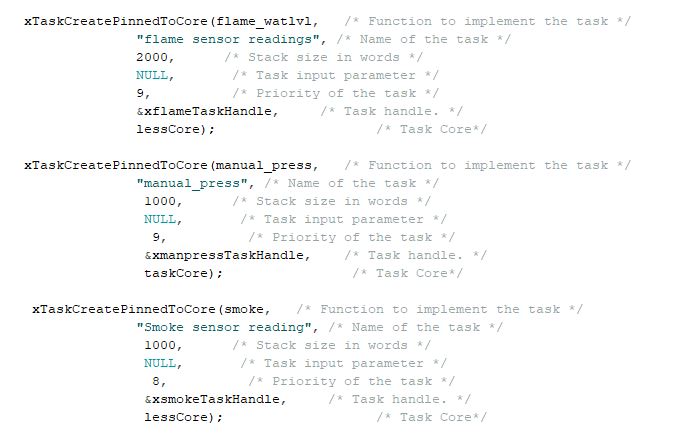 xTaskCreatePinnedToCore(flame_watlvl,   /* Function to implement the task */
"flame sensor readings", /* Name of the task */
2000,      /* Stack size in words */
NULL,       /* Task input parameter */
9,          /* Priority of the task */
&xflameTaskHandle,     /* Task handle. */
lessCore);                    /* Task Core*/
xTaskCreatePinnedToCore(manual_press,   /* Function to implement the task */
"manual_press", /* Name of the task */
1000,      /* Stack size in words */
NULL,       /* Task input parameter */
9,          /* Priority of the task */
&xmanpressTaskHandle,    /* Task handle. */
taskCore);                /* Task Core*/
xTaskCreatePinnedToCore(smoke,   /* Function to implement the task */
"Smoke sensor reading", /* Name of the task */
1000,      /* Stack size in words */
NULL,       /* Task input parameter */
8,          /* Priority of the task */
&xsmokeTaskHandle,     /* Task handle. */
lessCore);                   /* Task Core*/